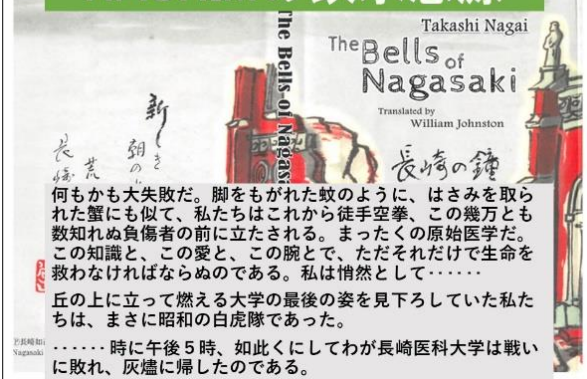 Takashi Nagai
The Bells of
Nagasaki
Translated by
William Johnston
The Bells of Nagasa
長崎の鐘
新しき
朝の
荒
長崎
何もかも大失敗だ。脚をもがれた蚊のように、はさみを取ら
れた蟹にも似て、私たちはこれから徒手空拳、この幾万とも
数知れぬ負傷者の前に立たされる。まったくの原始医学だ。
この知識と、この愛と、この腕とで、ただそれだけで生命を
救わなければならぬのである。私は悄然として‥‥‥
丘の上に立って燃える大学の最後の姿を見下ろしていた私た
ちは、まさに昭和の白虎隊であった。
‥‥‥時に午後５時、如此くにしてわが長崎医科大学は戦い
に敗れ、灰燼に帰したのである。
Nagasaki